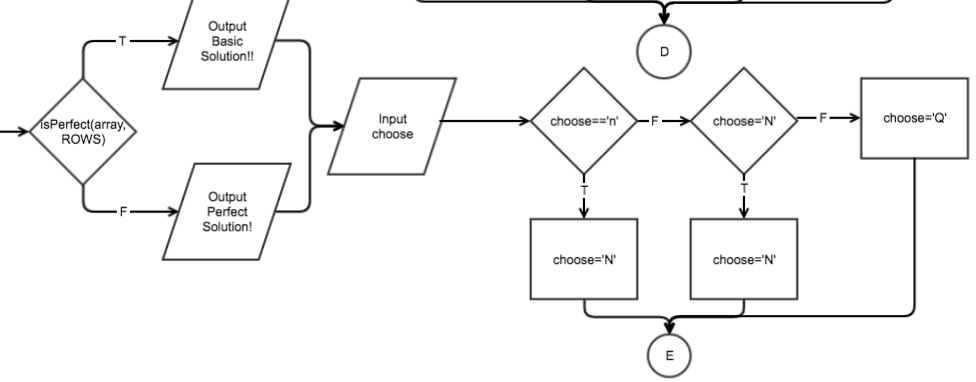 D
isPerfect(array,
ROWS)
T
Output
Basic
Solution!!
F
Output
Perfect
Solution!
Input
choose
choose=='n'
F
choose='N'
F
choose='Q'
T
T
choose='N'
choose='N'
E